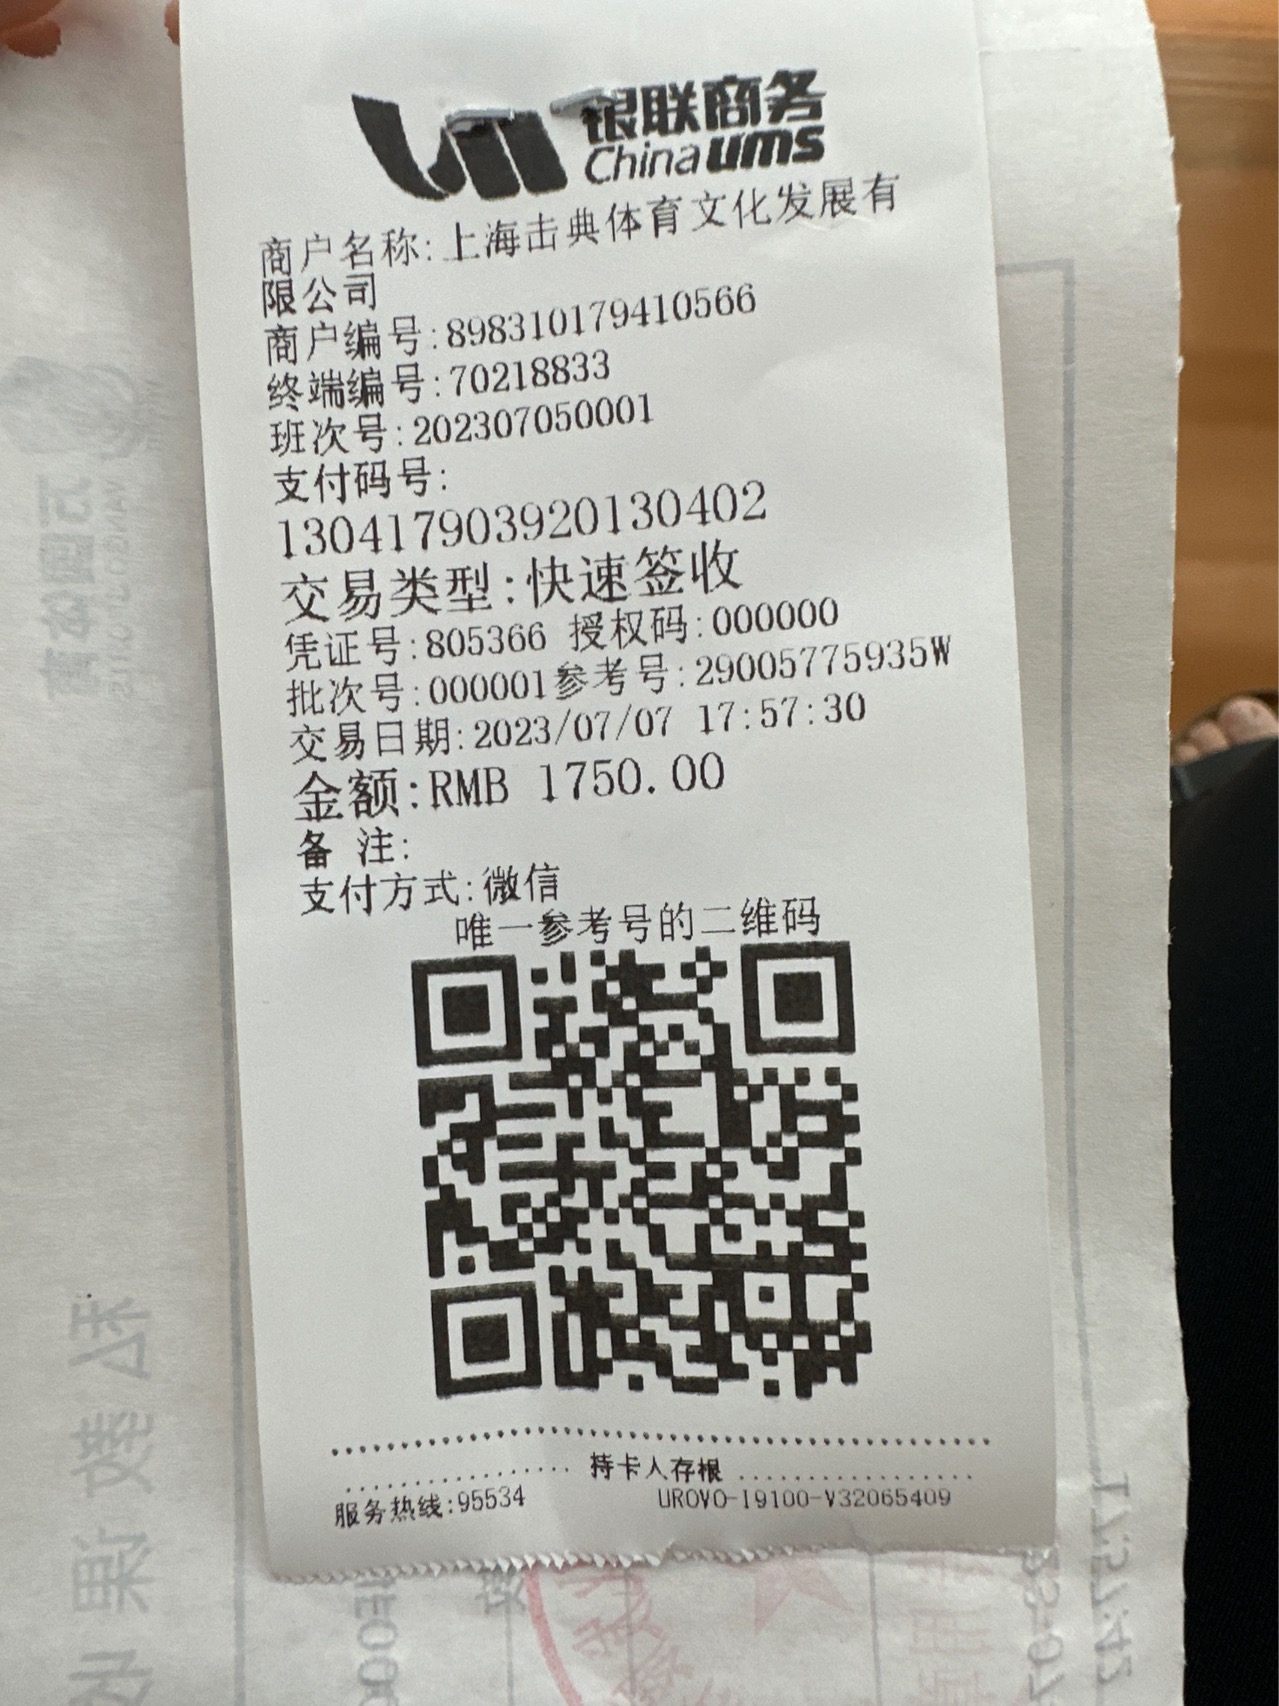 银联商务
Chinaums
商户名称:上海击典体育文化发展有
限公司
商户编号:898310179410566
终端编号:70218833
班次号:202307050001
支付码号:
130417903920130402
交易类型:快速签收
凭证号:805366 授权码:000000
批次号:000001参考号:29005775935W
交易日期:2023/07/07 17:57:30
金额:RMB 1750.00
备 注:
支付方式:微信
唯一参考号的二维码
持卡人存根
服务热线:95534 UROVO-I9100-V32065409
17:57:42